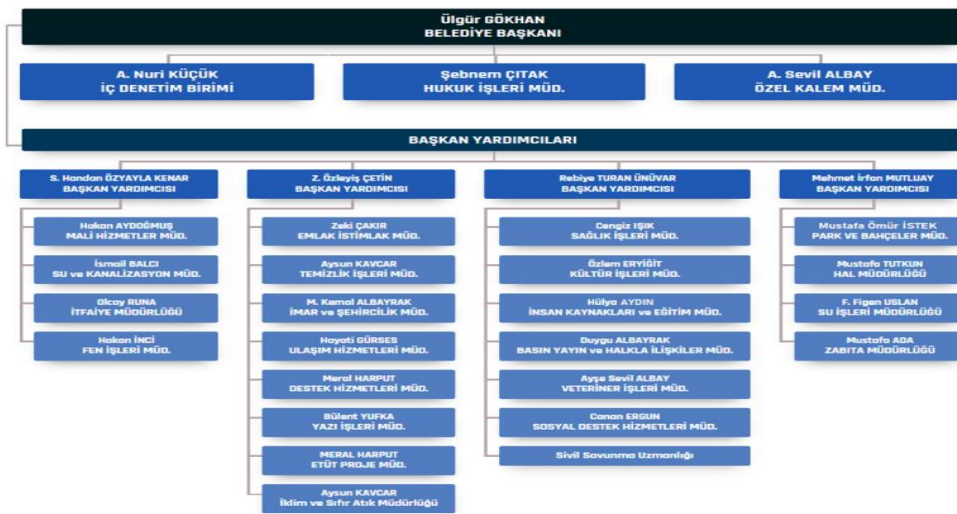 Ülgür GÖKHAN
BELEDİYE BAŞKANI
A. Nuri KÜÇÜK
İÇ DENETİM BİRİMİ
Şebnem ÇITAK
HUKUK İŞLERİ MÜD.
A. Sevil ALBAY
ÖZEL KALEM MÜD.
BAŞKAN YARDIMCILARI
S. Handan ÖZYAYLA KENAR
BAŞKAN YARDIMCISI
Hakan AYDOĞMUŞ
MALİ HİZMETLER MÜD.
İsmail BALCI
SU ve KANALİZASYON MÜD.
Olcay RUNA
İTFAİYE MÜDÜRLÜĞÜ
Hakan İNCİ
FEN İŞLERİ MÜD.
Z. Özleyiş ÇETİN
BAŞKAN YARDIMCISI
Zeki ÇAKIR
EMLAK İSTİMLAK MÜD.
Aysun KAVCAR
TEMİZLİK İŞLERİ MÜD.
M. Kemal ALBAYRAK
İMAR ve ŞEHİRCİLİK MÜD.
Hayati GÜRSES
ULAŞIM HİZMETLERİ MÜD.
Meral HARPUT
DESTEK HİZMETLERİ MÜD.
Bülent YUFKA
YAZI İŞLERİ MÜD.
MERAL HARPUT
ETÜT PROJE MÜD.
Aysun KAVCAR
İklim ve Sıfır Atık Müdürlüğü
Rebiye TURAN ÜNÜVAR
BAŞKAN YARDIMCISI
Cengiz IŞIK
SAĞLIK İŞLERİ MÜD.
Özlem ERYİĞİT
KÜLTÜR İŞLERİ MÜD.
Hülya AYDIN
İNSAN KAYNAKLARI ve EĞİTİM MÜD.
Duygu ALBAYRAK
BASIN YAYIN ve HALKLA İLİŞKİLER MÜD.
Ayşe Sevil ALBAY
VETERİNER İŞLERİ MÜD.
Canan ERGUN
SOSYAL DESTEK HİZMETLERİ MÜD.
Sivil Savunma Uzmanlığı
Mehmet İrfan MUTLUAY
BAŞKAN YARDIMCISI
Mustafa Ömür İSTEK
PARK VE BAHÇELER MÜD.
Mustafa TUTKUN
HAL MÜDÜRLÜĞÜ
F. Figen USLAN
SU İŞLERİ MÜDÜRLÜĞÜ
Mustafa ADA
ZABITA MÜDÜRLÜĞÜ